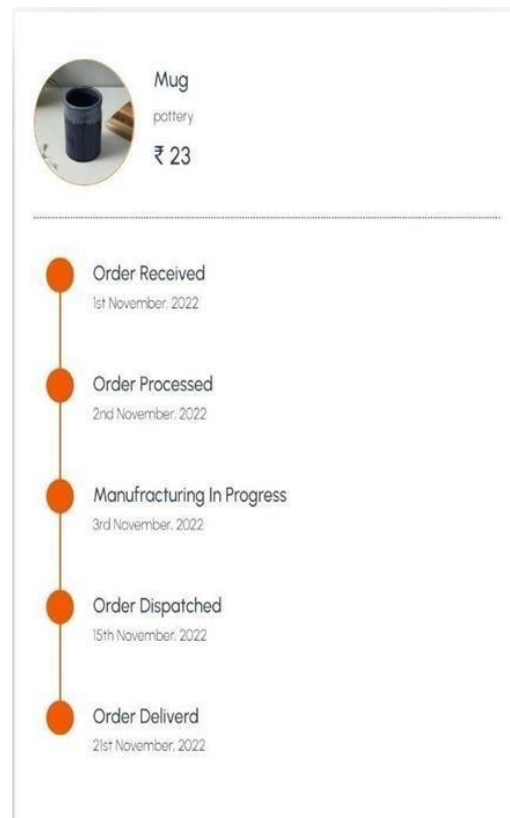 Mug
pottery
₹ 23
Order Received
1st November, 2022
Order Processed
2nd November, 2022
Manufracturing In Progress
3rd November, 2022
Order Dispatched
15th November, 2022
Order Deliverd
21st November, 2022